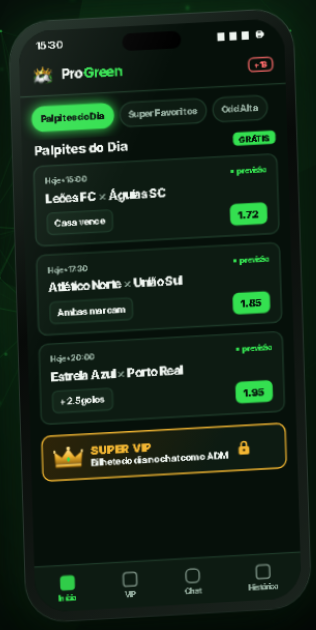 15:30
ProGreen
+18
Palpites do Dia
Super Favoritos
Odd Alta
Palpites do Dia
GRÁTIS
Hoje • 15:00
• previsão
Leões FC × Águias SC
Casa vence
1.72
Hoje • 17:30
• previsão
Atlético Norte × União Sul
Ambas marcam
1.85
Hoje • 20:00
• previsão
Estrela Azul × Porto Real
+2.5 gols
1.95
SUPER VIP
Bilhete do dia no chat com o ADM
Início
VIP
Chat
Histórico